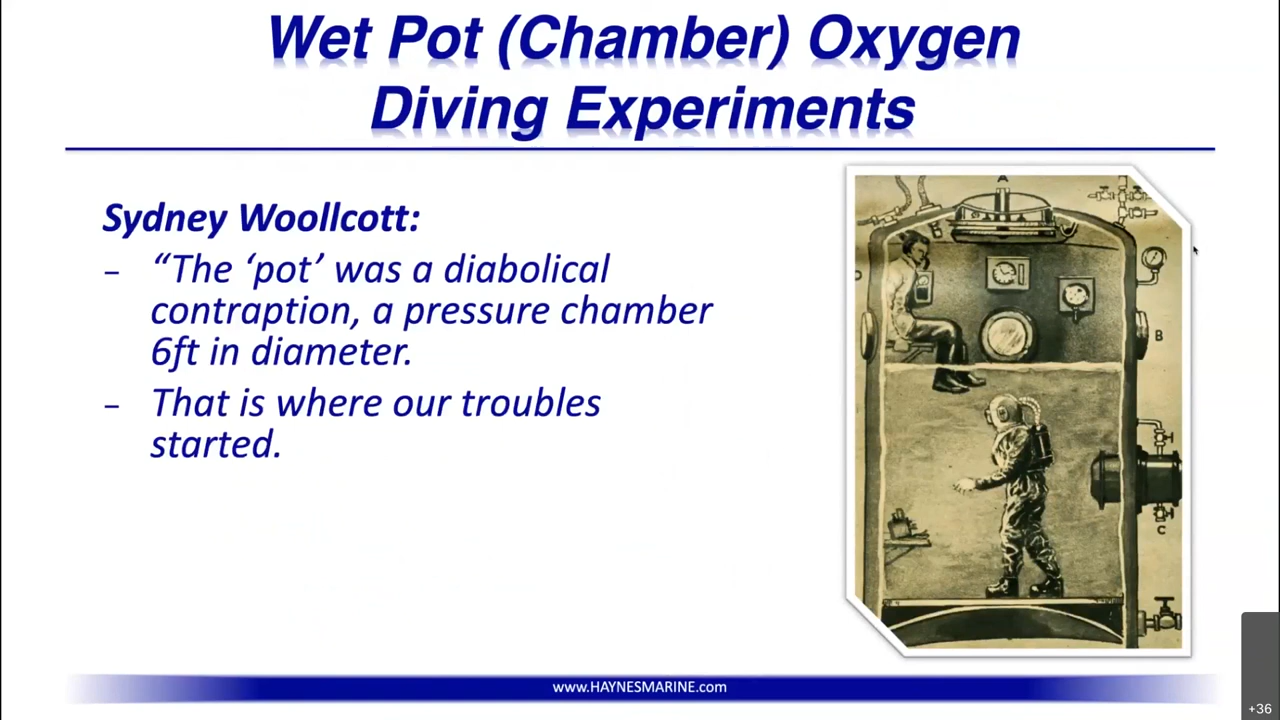 Wet Pot (Chamber) Oxygen
Diving Experiments
Sydney Woollcott:
– “The ‘pot’ was a diabolical
contraption, a pressure chamber
6ft in diameter.
– That is where our troubles
started.
A
B
C
www.HAYNESMARINE.com
+36